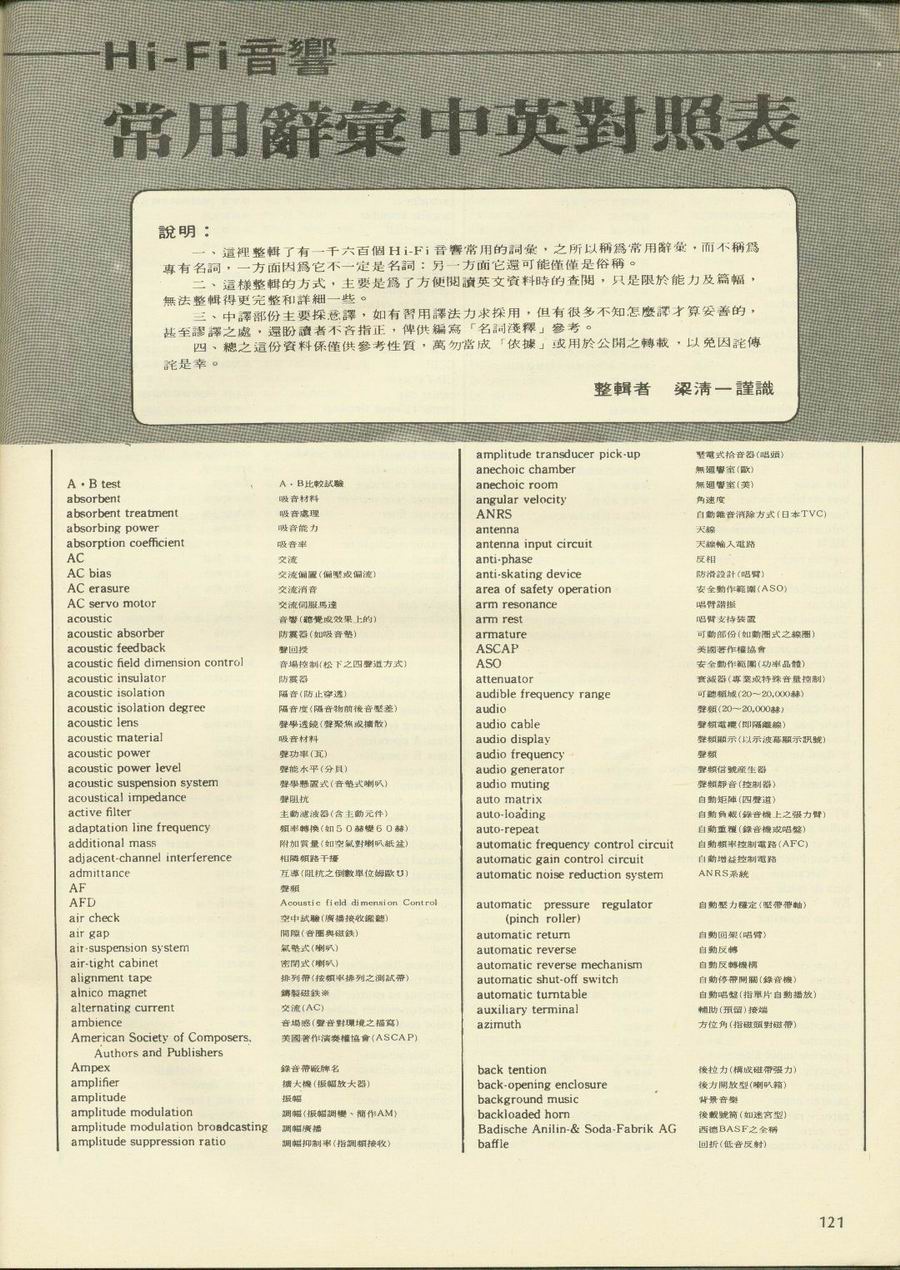 Hi-Fi音響
常用辭彙中英對照表
說明：
一、這裡整輯了有一千六百個Hi-Fi音響常用的詞彙，之所以稱爲常用辭彙，而不稱爲
專有名詞，一方面因爲它不一定是名詞；另一方面它還可能僅僅是俗稱。
二、這樣整輯的方式，主要是爲了方便閱讀英文資料時的查閱，只是限於能力及篇幅，
無法整輯得更完整和詳細一些。
三、中譯部份主要採意譯，如有習用譯法力求採用，但有很多不知怎麼譯才算妥善的，
甚至謬譯之處，還盼讀者不吝指正，俾供編寫「名詞淺釋」參考。
四、總之這份資料係僅供參考性質，萬勿當成「依據」或用於公開之轉載，以免因詫傳
詫是幸。
整輯者　梁淸一謹識
A・B test　A・B比較試驗
absorbent　吸音材料
absorbent treatment　吸音處理
absorbing power　吸音能力
absorption coefficient　吸音率
AC　交流
AC bias　交流偏置(偏壓或偏流)
AC erasure　交流消音
AC servo motor　交流伺服馬達
acoustic　音響(聽覺或效果上的)
acoustic absorber　防震器(如吸音墊)
acoustic feedback　聲回授
acoustic field dimension control　音場控制(松下之四聲道方式)
acoustic insulator　防震器
acoustic isolation　隔音(防止穿透)
acoustic isolation degree　隔音度(隔音物前後音壓差)
acoustic lens　聲學透鏡(聲聚焦或擴散)
acoustic material　吸音材料
acoustic power　聲功率(瓦)
acoustic power level　聲能水平(分貝)
acoustic suspension system　聲學懸置式(音墊式喇叭)
acoustical impedance　聲阻抗
active filter　主動濾波器(含主動元件)
adaptation line frequency　頻率轉換(如50赫變60赫)
additional mass　附加質量(如空氣對喇叭紙盆)
adjacent-channel interference　相隣頻路干擾
admittance　互導(阻抗之倒數單位姆歐℧)
AF　聲頻
AFD　Acoustic field dimension Control
air check　空中試驗(廣播接收鑑聽)
air gap　間隙(音圈與磁鉄)
air-suspension system　氣墊式(喇叭)
air-tight cabinet　密閉式(喇叭)
alignment tape　排列帶(按頻率排列之測試帶)
alnico magnet　鑄製磁鉄※
alternating current　交流(AC)
ambience　音場感(聲音對環境之描寫)
American Society of Composers,　美國著作演奏權協會(ASCAP)
Authors and Publishers
Ampex　錄音帶廠牌名
amplifier　擴大機(振幅放大器)
amplitude　振幅
amplitude modulation　調幅(振幅調變、簡作AM)
amplitude modulation broadcasting　調幅廣播
amplitude suppression ratio　調幅抑制率(指調頻接收)
amplitude transducer pick-up　壓電式拾音器(唱頭)
anechoic chamber　無廻響室(歐)
anechoic room　無廻響室(美)
angular velocity　角速度
ANRS　自動雜音消除方式(日本TVC)
antenna　天線
antenna input circuit　天線輸入電路
anti-phase　反相
anti-skating device　防滑設計(唱臂)
area of safety operation　安全動作範圍(ASO)
arm resonance　唱臂諧振
arm rest　唱臂支持裝置
armature　可動部份(如動圈式之線圈)
ASCAP　美國著作權協會
ASO　安全動作範圍(功率晶體)
attenuator　衰減器(專業或特殊音量控制)
audible frequency range　可聽頻域(20～20,000赫)
audio　聲頻(20～20,000赫)
audio cable　聲頻電纜(即隔離線)
audio display　聲頻顯示(以示波幕顯示訊號)
audio frequency　聲頻
audio generator　聲頻信號産生器
audio muting　聲頻靜音(控制器)
auto matrix　自動矩陣(四聲道)
auto-loading　自動負載(錄音機上之張力臂)
auto-repeat　自動重覆(錄音機或唱盤)
automatic frequency control circuit　自動頻率控制電路(AFC)
automatic gain control circuit　自動增益控制電路
automatic noise reduction system　ANRS系統
automatic pressure regulator　自動壓力穩定(壓帶帶軸)
(pinch roller)
automatic return　自動回架(唱臂)
automatic reverse　自動反轉
automatic reverse mechanism　自動反轉機構
automatic shut-off switch　自動停帶開關(錄音機)
automatic turntable　自動唱盤(指單片自動播放)
auxiliary terminal　輔助(預留)接端
azimuth　方位角(指磁頭對磁帶)
back tention　後拉力(構成磁帶張力)
back-opening enclosure　後方開放型(喇叭箱)
background music　背景音樂
backloaded horn　後載號筒(如迷宮型)
Badische Anilin-& Soda-Fabrik AG　西德BASF之全稱
baffle　回折(低音反射)
121